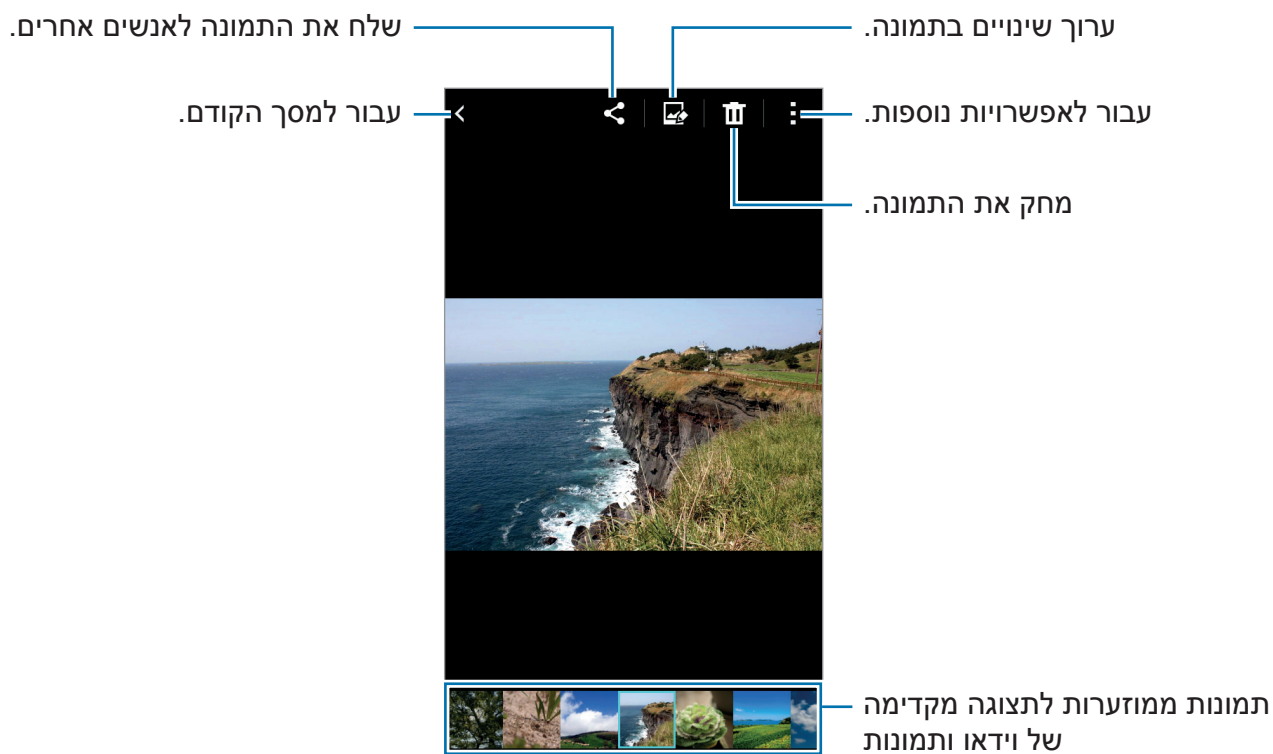 שלח את התמונה לאנשים אחרים.
ערוך שינויים בתמונה.
עבור למסך הקודם.
עבור לאפשרויות נוספות.
מחק את התמונה.
תמונות ממוזערות לתצוגה מקדימה
של וידאו ותמונות